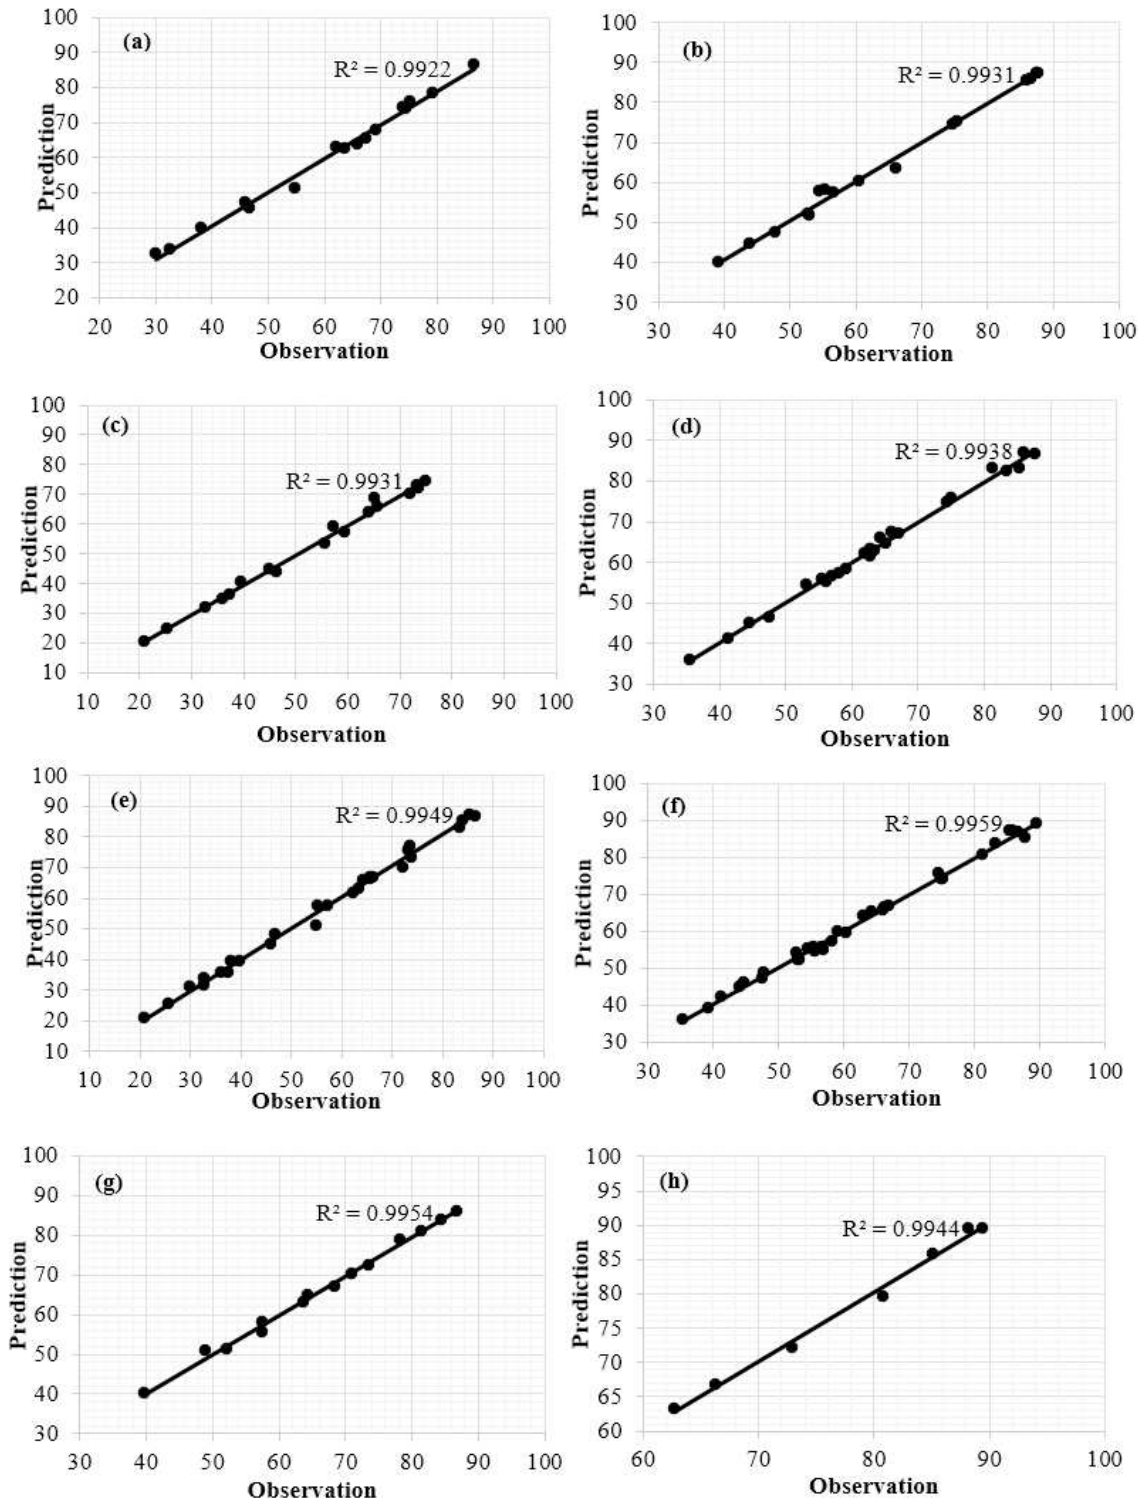 100
90
80
70
60
50
40
30
20
Prediction
(a)
R² = 0.9922
20 30 40 50 60 70 80 90 100
Observation
100
90
80
70
60
50
40
30
Prediction
(b)
R² = 0.9931
30 40 50 60 70 80 90 100
Observation
100
90
80
70
60
50
40
30
20
10
Prediction
(c)
R² = 0.9931
10 20 30 40 50 60 70 80 90 100
Observation
100
90
80
70
60
50
40
30
Prediction
(d)
R² = 0.9938
30 40 50 60 70 80 90 100
Observation
100
90
80
70
60
50
40
30
20
10
Prediction
(e)
R² = 0.9949
10 20 30 40 50 60 70 80 90 100
Observation
100
90
80
70
60
50
40
30
Prediction
(f)
R² = 0.9959
30 40 50 60 70 80 90 100
Observation
100
90
80
70
60
50
40
30
Prediction
(g)
R² = 0.9954
30 40 50 60 70 80 90 100
Observation
100
95
90
85
80
75
70
65
60
Prediction
(h)
R² = 0.9944
60 70 80 90 100
Observation